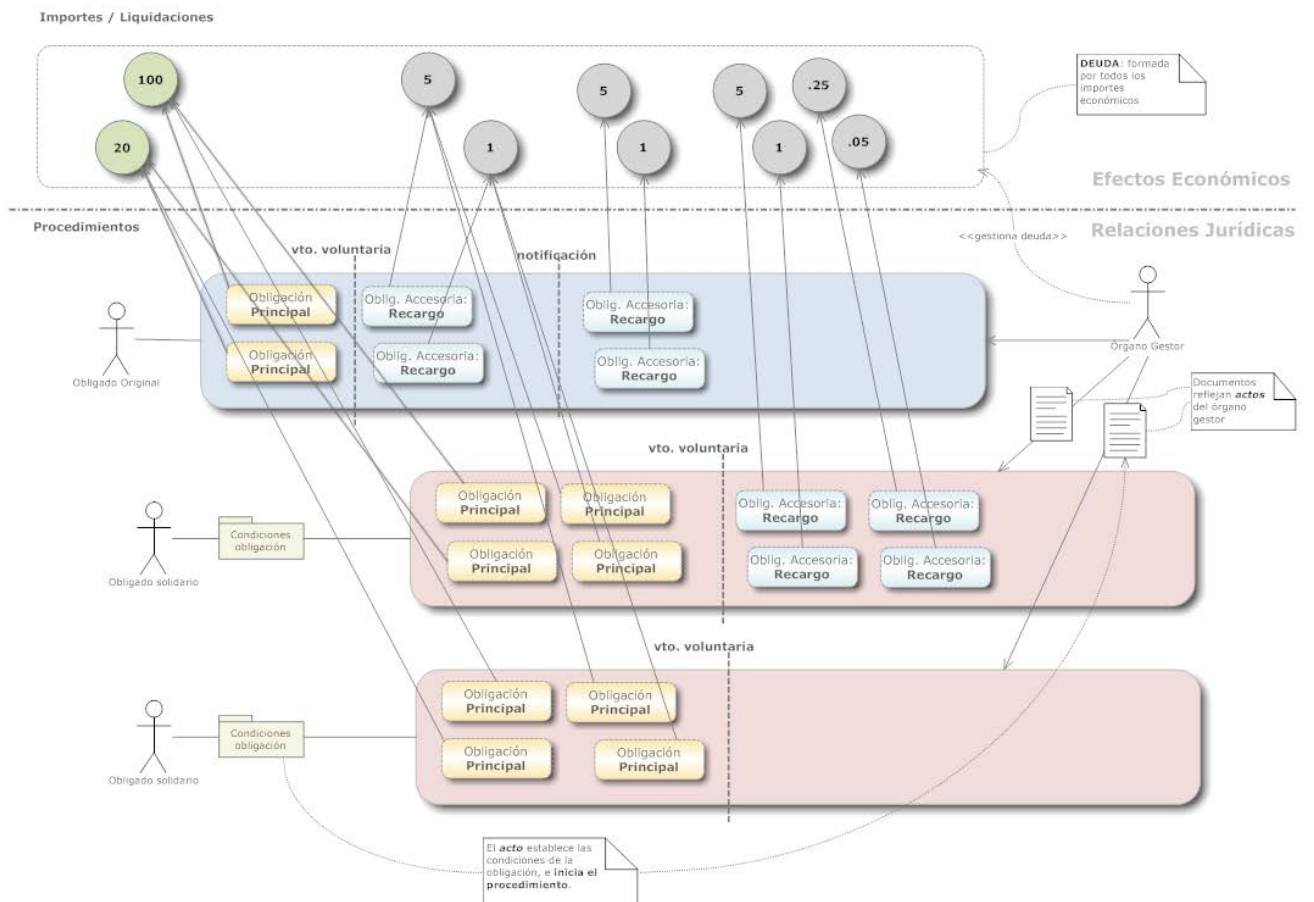 Importes / Liquidaciones
100
5
5
5
.25
20
1
1
1
.05
DEUDA: formada
por todos los
importes
económicos
Efectos Económicos
Procedimientos
Relaciones Jurídicas
<<gestiona deuda>>
vto. voluntaría
notificación
Obligación
Principal
Oblig. Accesoria:
Recargo
Oblig. Accesoria:
Recargo
Obligación
Principal
Oblig. Accesoria:
Recargo
Oblig. Accesoria:
Recargo
Obligado Original
Órgano Gestor
Documentos
reflejan actos
del órgano
gestor
vto. voluntaría
Obligación
Principal
Obligación
Principal
Oblig. Accesoria:
Recargo
Oblig. Accesoria:
Recargo
Condiciones
obligación
Obligación
Principal
Obligación
Principal
Oblig. Accesoria:
Recargo
Oblig. Accesoria:
Recargo
Obligado solidario
vto. voluntaría
Obligación
Principal
Obligación
Principal
Condiciones
obligación
Obligación
Principal
Obligación
Principal
Obligado solidario
El acto establece las
condiciones de la
obligación, e inicia el
procedimiento.